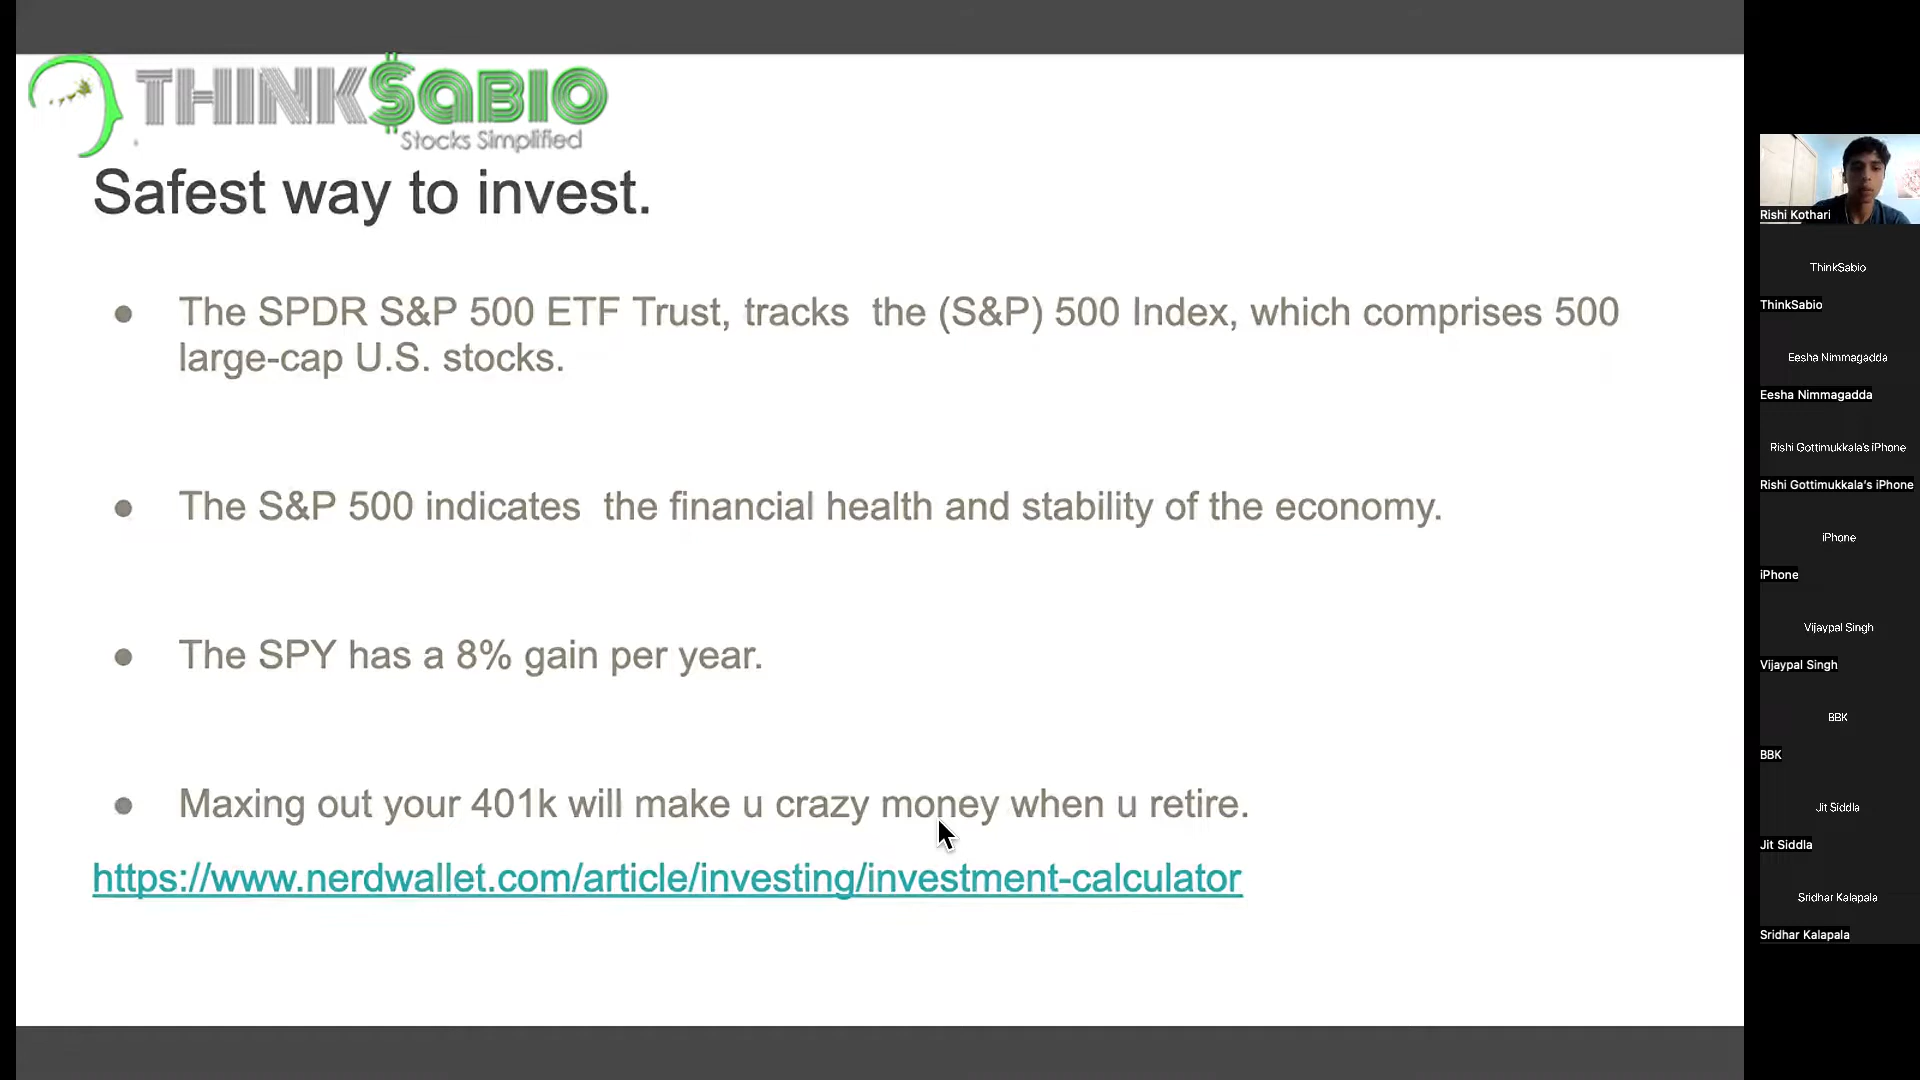 THINK$aBIO
Stocks Simplified
Safest way to invest.
● The SPDR S&P 500 ETF Trust, tracks  the (S&P) 500 Index, which comprises 500
large-cap U.S. stocks.
● The S&P 500 indicates  the financial health and stability of the economy.
● The SPY has a 8% gain per year.
● Maxing out your 401k will make u crazy money when u retire.
https://www.nerdwallet.com/article/investing/investment-calculator
Rishi Kothari
ThinkSabio
ThinkSabio
Eesha Nimmagadda
Eesha Nimmagadda
Rishi Gottimukkala's iPhone
Rishi Gottimukkala's iPhone
iPhone
iPhone
Vijaypal Singh
Vijaypal Singh
BBK
BBK
Jit Siddla
Jit Siddla
Sridhar Kalapala
Sridhar Kalapala